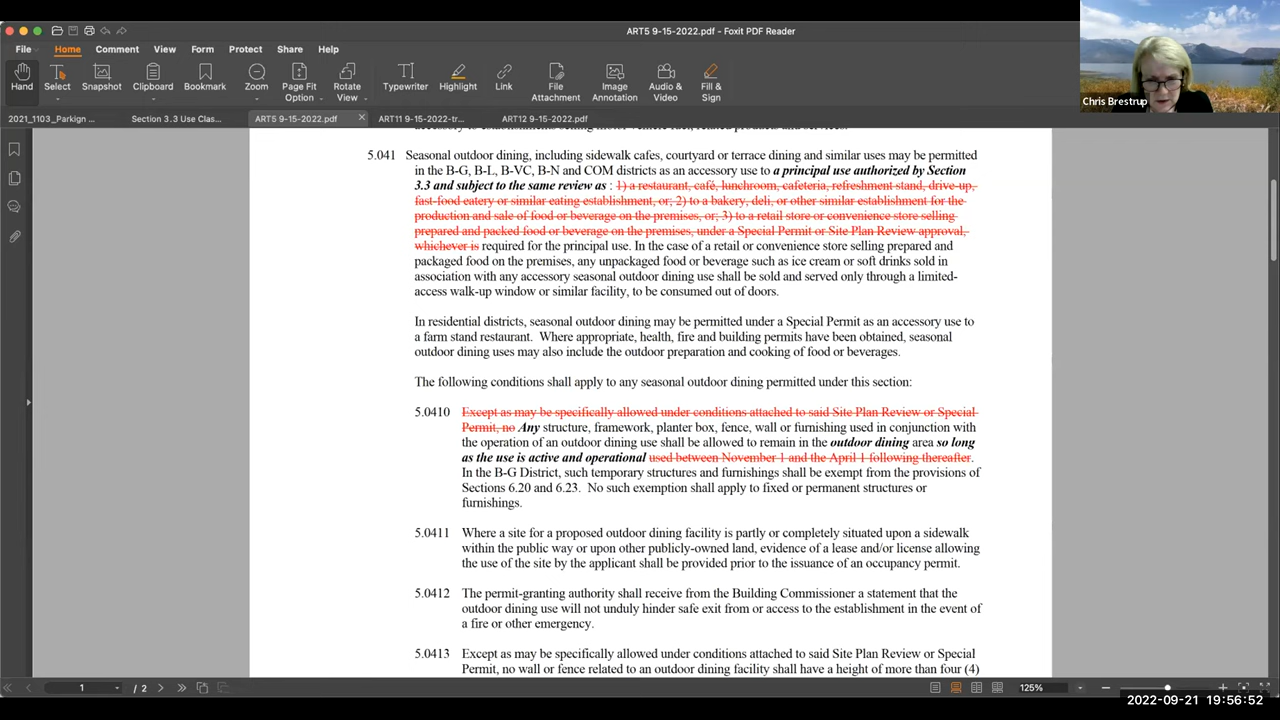 ART5 9-15-2022.pdf - Foxit PDF Reader
File Home Comment View Form Protect Share Help
Hand Select Snapshot Clipboard Bookmark Zoom Page Fit Option Rotate View Typewriter Highlight Link File Attachment Image Annotation Audio & Video Fill & Sign
Chris Brestrup
2021_1103_Parkign ... Section 3.3 Use Clas... ART5 9-15-2022.pdf ART11 9-15-2022-tr... ART12 9-15-2022.pdf
accessory to establishments selling motor vehicle fuel, related products and services.
5.041 Seasonal outdoor dining, including sidewalk cafes, courtyard or terrace dining and similar uses may be permitted
in the B-G, B-L, B-VC, B-N and COM districts as an accessory use to a principal use authorized by Section
3.3 and subject to the same review as : 1) a restaurant, café, lunchroom, cafeteria, refreshment stand, drive-up,
fast-food eatery or similar eating establishment, or; 2) to a bakery, deli, or other similar establishment for the
production and sale of food or beverage on the premises, or; 3) to a retail store or convenience store selling
prepared and packed food or beverage on the premises, under a Special Permit or Site Plan Review approval,
whichever is required for the principal use. In the case of a retail or convenience store selling prepared and
packaged food on the premises, any unpackaged food or beverage such as ice cream or soft drinks sold in
association with any accessory seasonal outdoor dining use shall be sold and served only through a limited-
access walk-up window or similar facility, to be consumed out of doors.
In residential districts, seasonal outdoor dining may be permitted under a Special Permit as an accessory use to
a farm stand restaurant. Where appropriate, health, fire and building permits have been obtained, seasonal
outdoor dining uses may also include the outdoor preparation and cooking of food or beverages.
The following conditions shall apply to any seasonal outdoor dining permitted under this section:
5.0410 Except as may be specifically allowed under conditions attached to said Site Plan Review or Special
Permit, no Any structure, framework, planter box, fence, wall or furnishing used in conjunction with
the operation of an outdoor dining use shall be allowed to remain in the outdoor dining area so long
as the use is active and operational used between November 1 and the April 1 following thereafter.
In the B-G District, such temporary structures and furnishings shall be exempt from the provisions of
Sections 6.20 and 6.23. No such exemption shall apply to fixed or permanent structures or
furnishings.
5.0411 Where a site for a proposed outdoor dining facility is partly or completely situated upon a sidewalk
within the public way or upon other publicly-owned land, evidence of a lease and/or license allowing
the use of the site by the applicant shall be provided prior to the issuance of an occupancy permit.
5.0412 The permit-granting authority shall receive from the Building Commissioner a statement that the
outdoor dining use will not unduly hinder safe exit from or access to the establishment in the event of
a fire or other emergency.
5.0413 Except as may be specifically allowed under conditions attached to said Site Plan Review or Special
Permit, no wall or fence related to an outdoor dining facility shall have a height of more than four (4)
1 / 2 125%
2022-09-21 19:56:52